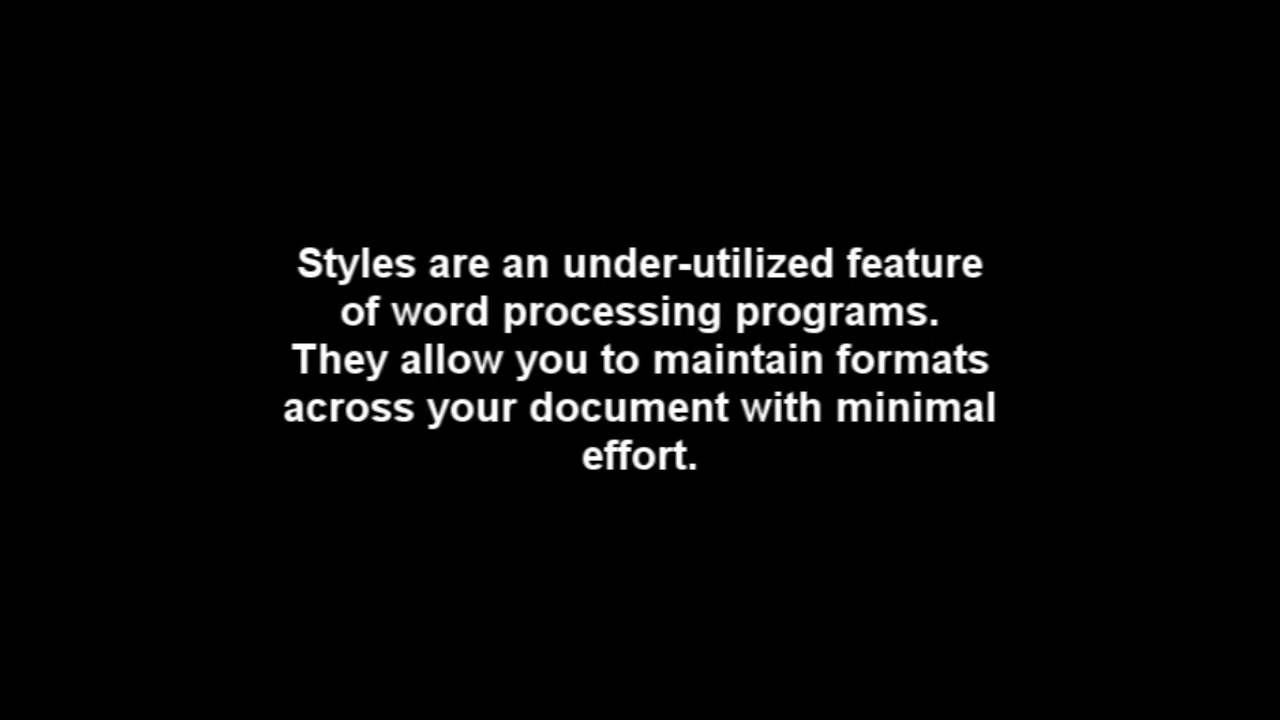 Styles are an under-utilized feature
of word processing programs.
They allow you to maintain formats
across your document with minimal
effort.